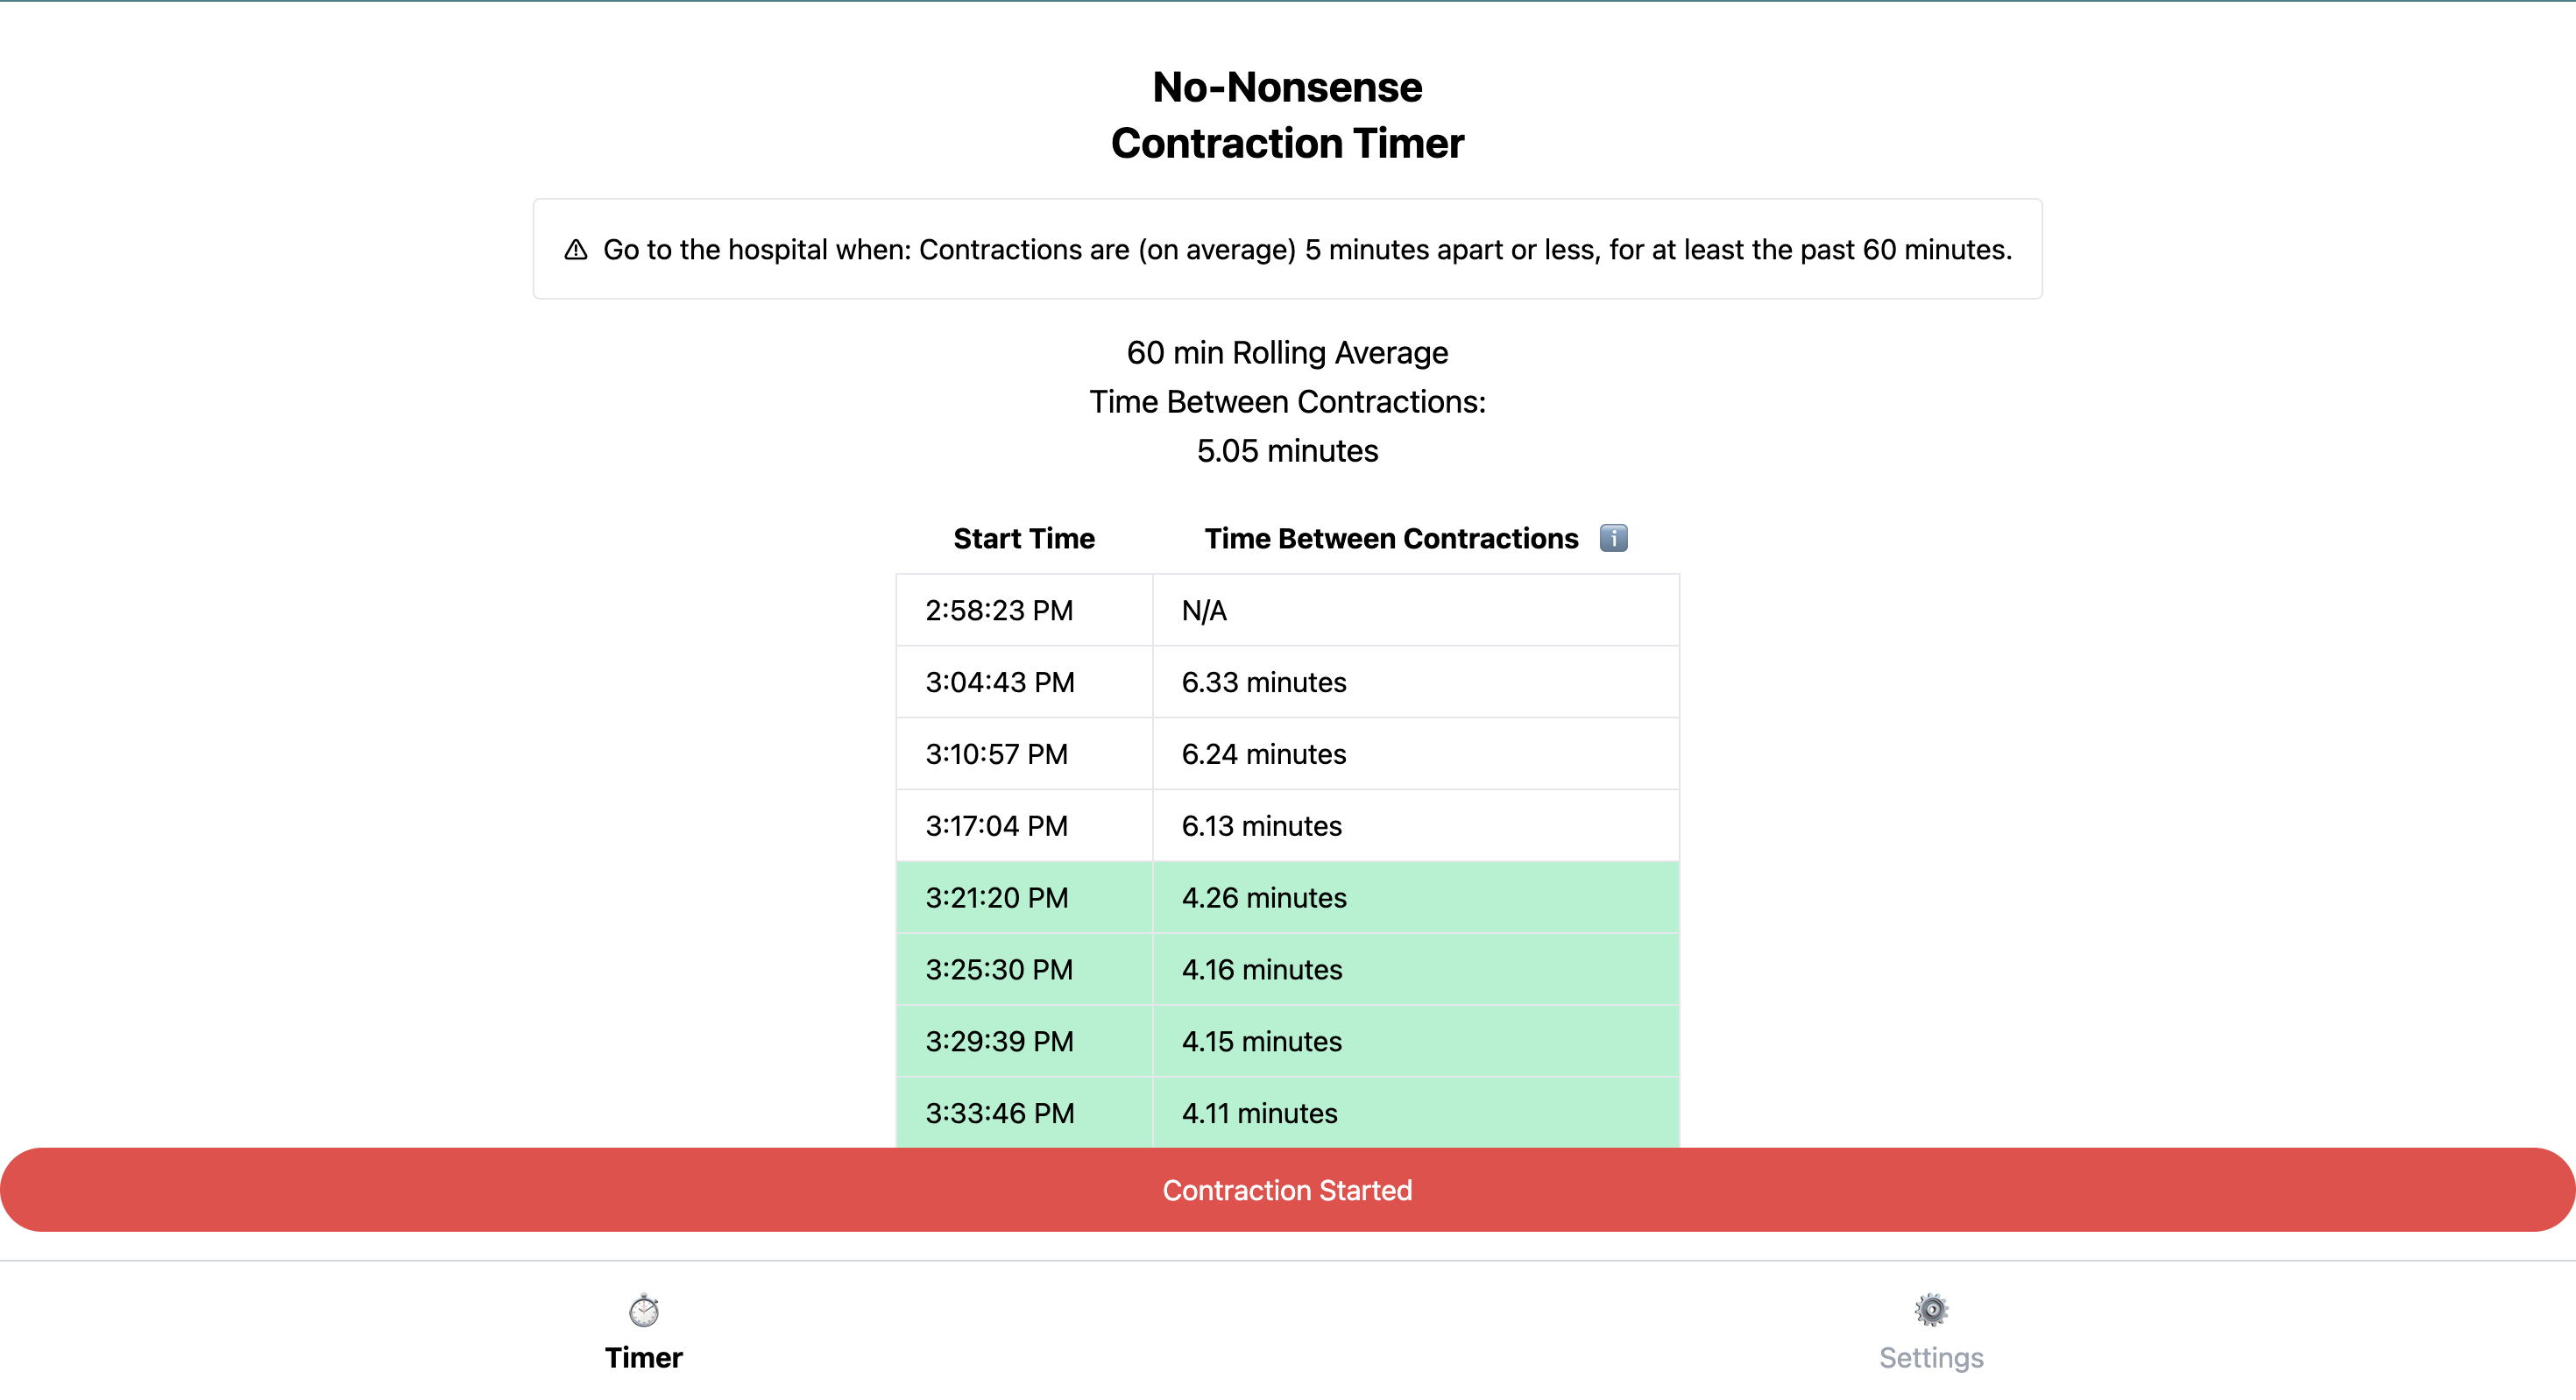 No-Nonsense
Contraction Timer
⚠ Go to the hospital when: Contractions are (on average) 5 minutes apart or less, for at least the past 60 minutes.
60 min Rolling Average
Time Between Contractions:
5.05 minutes
Start Time Time Between Contractions ℹ️
2:58:23 PM N/A
3:04:43 PM 6.33 minutes
3:10:57 PM 6.24 minutes
3:17:04 PM 6.13 minutes
3:21:20 PM 4.26 minutes
3:25:30 PM 4.16 minutes
3:29:39 PM 4.15 minutes
3:33:46 PM 4.11 minutes
Contraction Started
Timer Settings